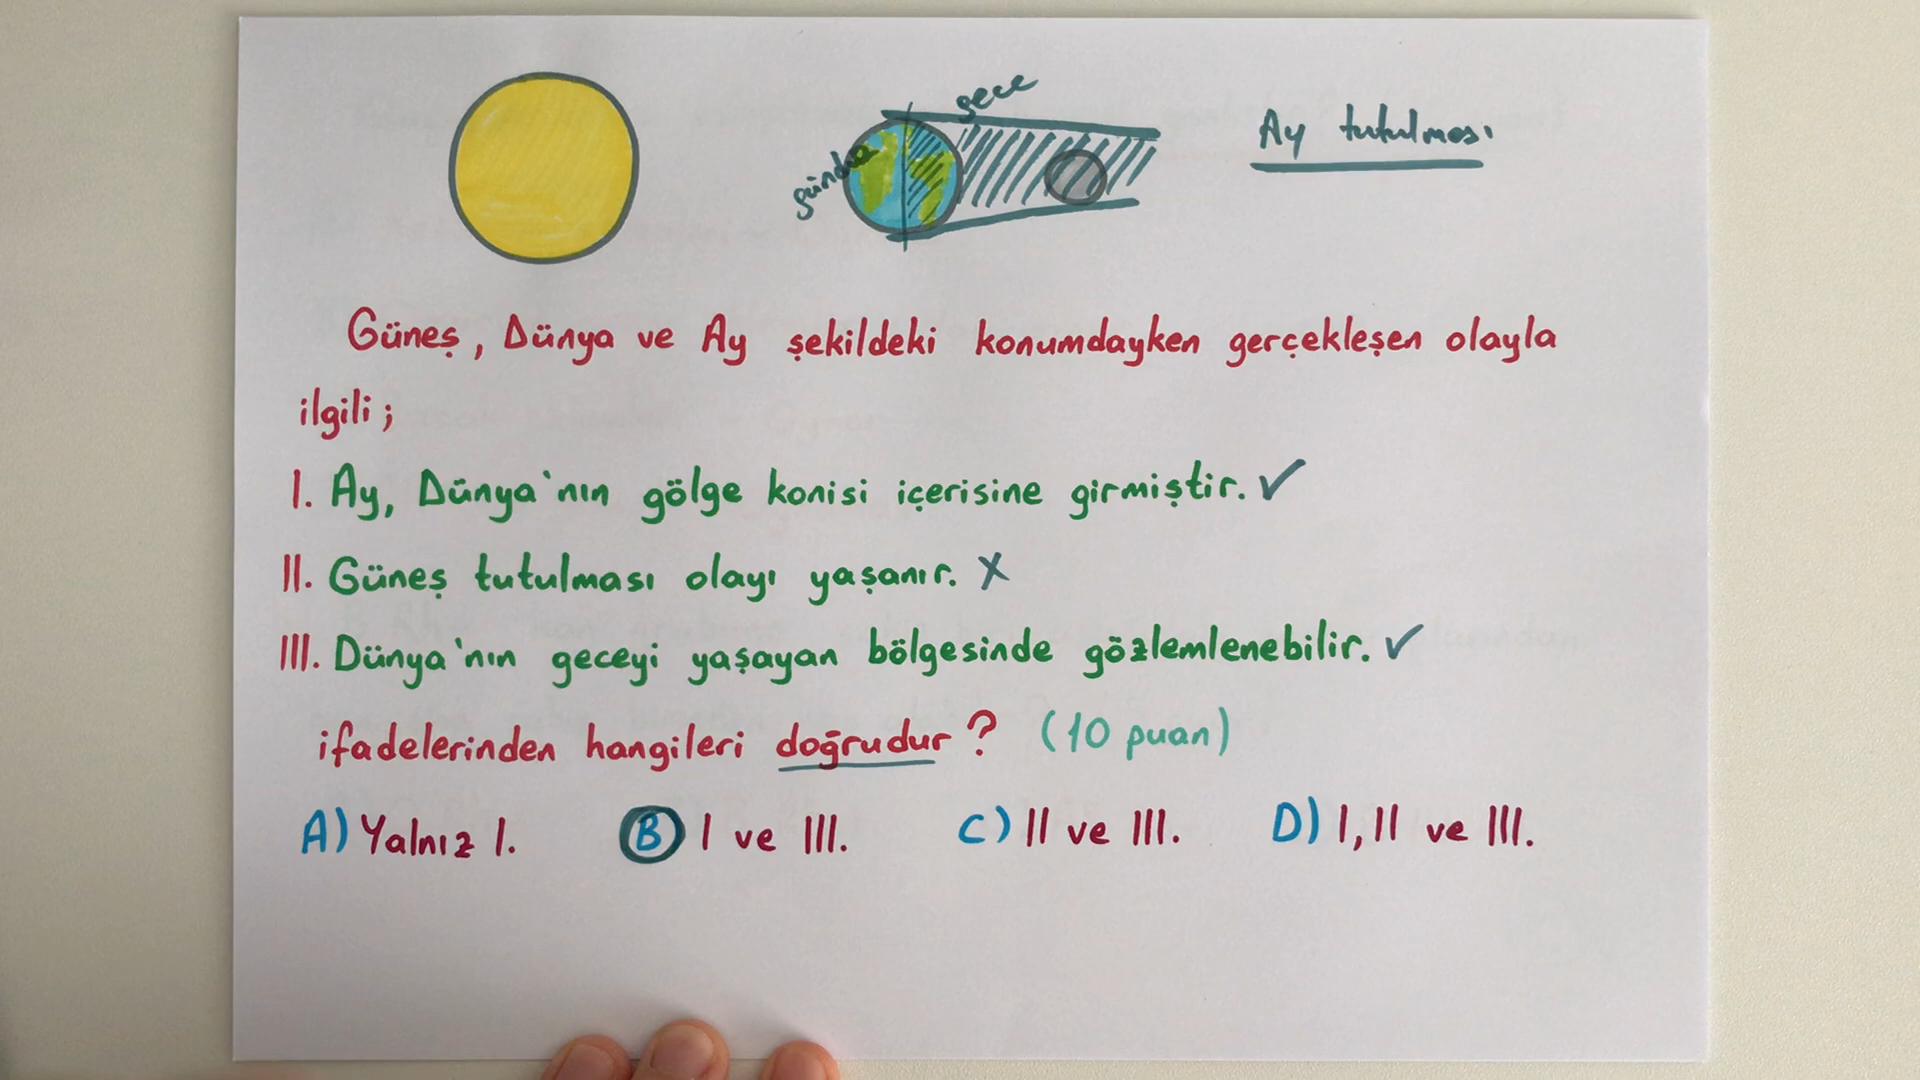 gece
gündüz
Ay tutulması
Güneş, Dünya ve Ay şekildeki konumdayken gerçekleşen olayla
ilgili;
I. Ay, Dünya'nın gölge konisi içerisine girmiştir. ✓
II. Güneş tutulması olayı yaşanır. X
III. Dünya'nın geceyi yaşayan bölgesinde gözlemlenebilir. ✓
ifadelerinden hangileri doğrudur? (10 puan)
A) Yalnız I. B) I ve III. C) II ve III. D) I, II ve III.